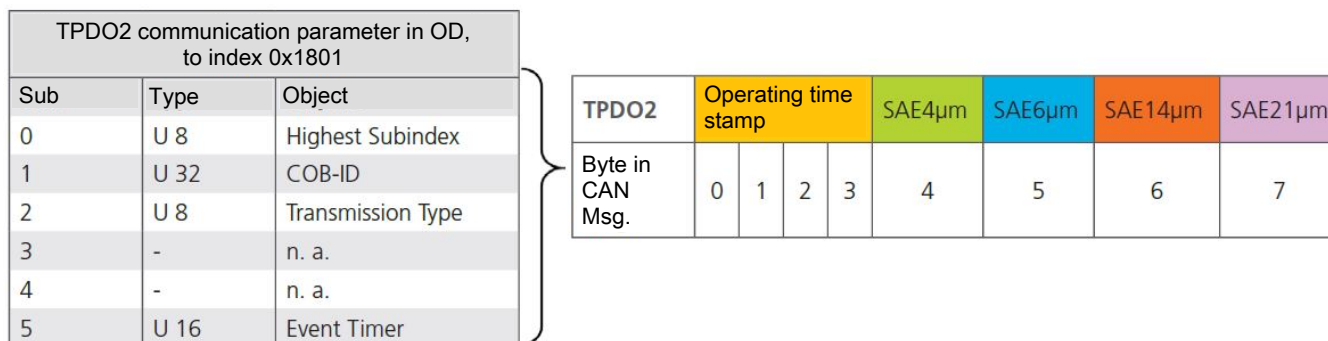 TPDO2 communication parameter in OD,
to index 0x1801
Sub Type Object
0 U 8 Highest Subindex
1 U 32 COB-ID
2 U 8 Transmission Type
3 - n. a.
4 - n. a.
5 U 16 Event Timer
TPDO2 Operating time stamp SAE4µm SAE6µm SAE14µm SAE21µm
Byte in
CAN
Msg.
0 1 2 3 4 5 6 7